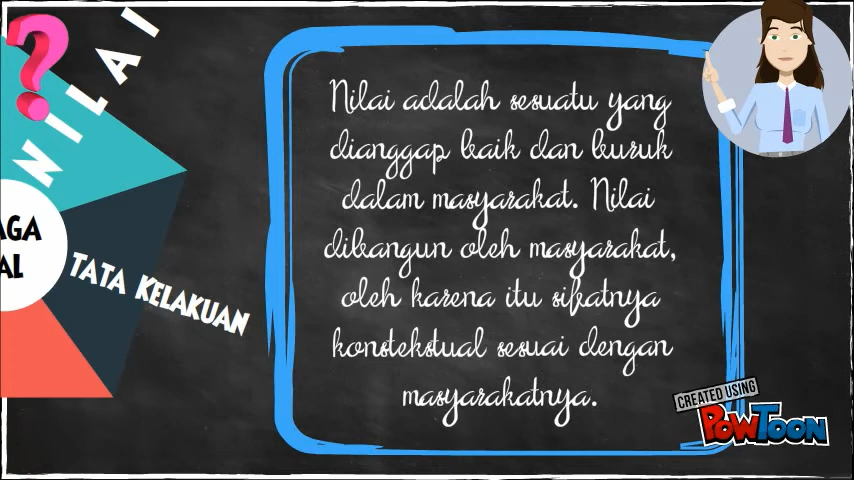 ?
NILAI
AGA
AL
TATA KELAKUAN
Nilai adalah sesuatu yang
dianggap baik dan buruk
dalam masyarakat. Nilai
dibangun oleh masyarakat,
oleh karena itu sifatnya
konstekstual sesuai dengan
masyarakatnya.
CREATED USING
POWTOON